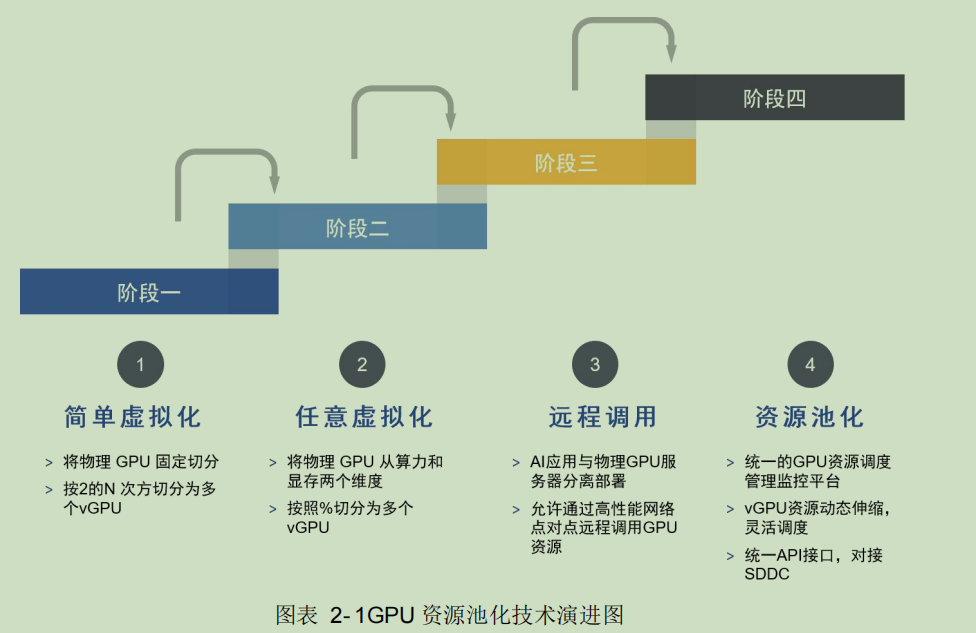 阶段四
阶段三
阶段二
阶段一
1
简单虚拟化
> 将物理 GPU 固定切分
> 按2的N 次方切分为多
个vGPU
2
任意虚拟化
> 将物理 GPU 从算力和
显存两个维度
> 按照%切分为多个
vGPU
3
远程调用
> AI应用与物理GPU服
务器分离部署
> 允许通过高性能网络
点对点远程调用GPU
资源
4
资源池化
> 统一的GPU资源调度
管理监控平台
> vGPU资源动态伸缩，
灵活调度
> 统一API接口，对接
SDDC
图表 2-1GPU 资源池化技术演进图